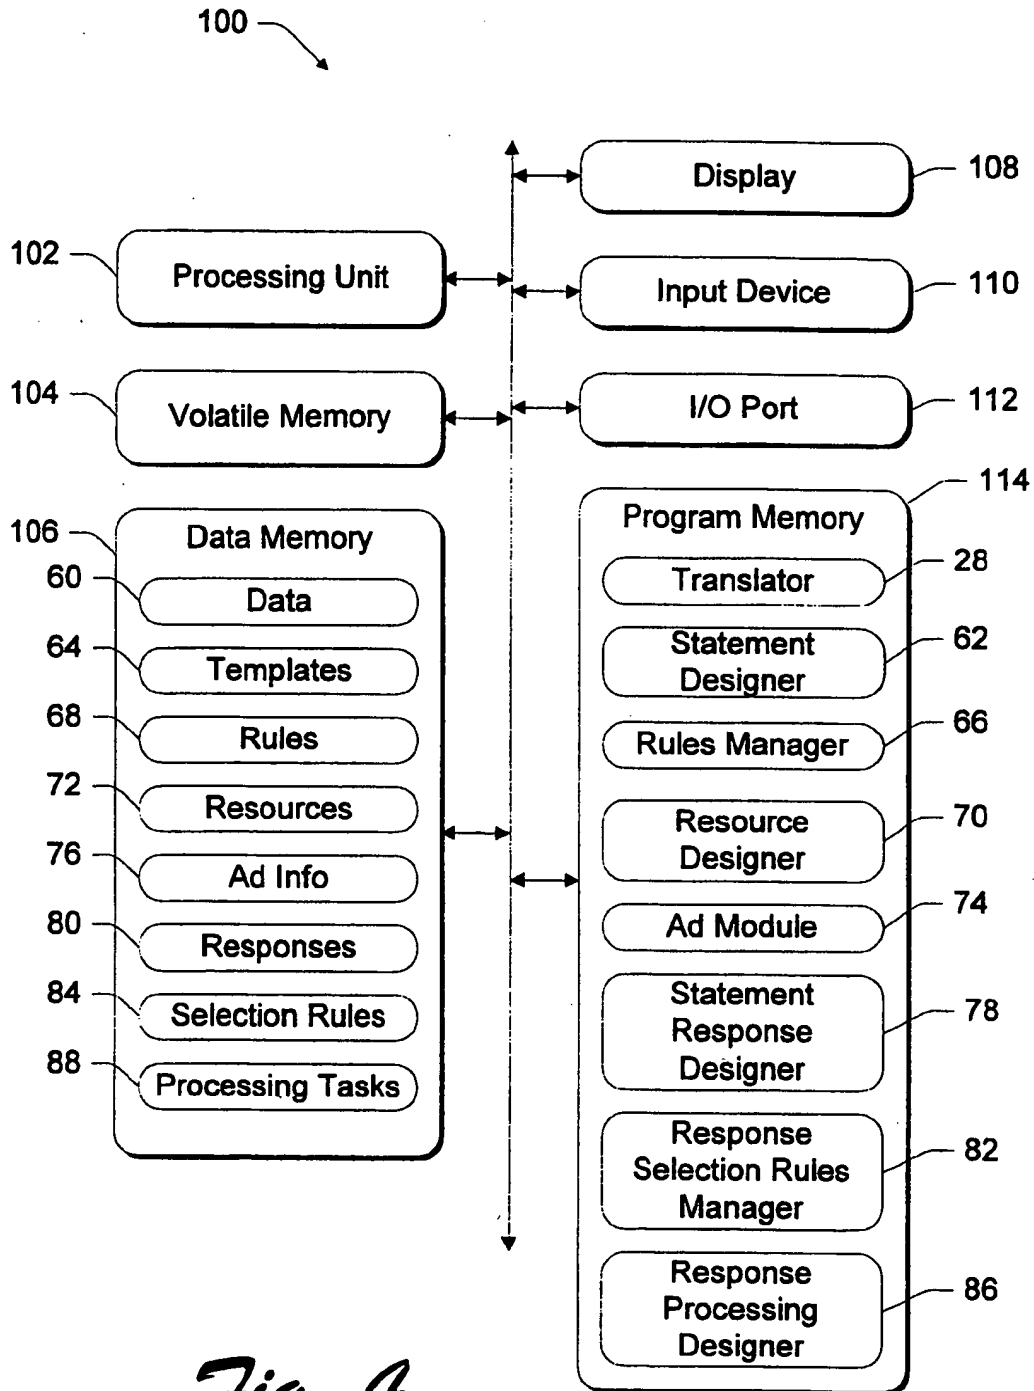 100
Display
108
102
Processing Unit
Input Device
110
104
Volatile Memory
I/O Port
112
106
Data Memory
60
Data
64
Templates
68
Rules
72
Resources
76
Ad Info
80
Responses
84
Selection Rules
88
Processing Tasks
114
Program Memory
Translator
28
Statement
Designer
62
Rules Manager
66
Resource
Designer
70
Ad Module
74
Statement
Response
Designer
78
Response
Selection Rules
Manager
82
Response
Processing
Designer
86